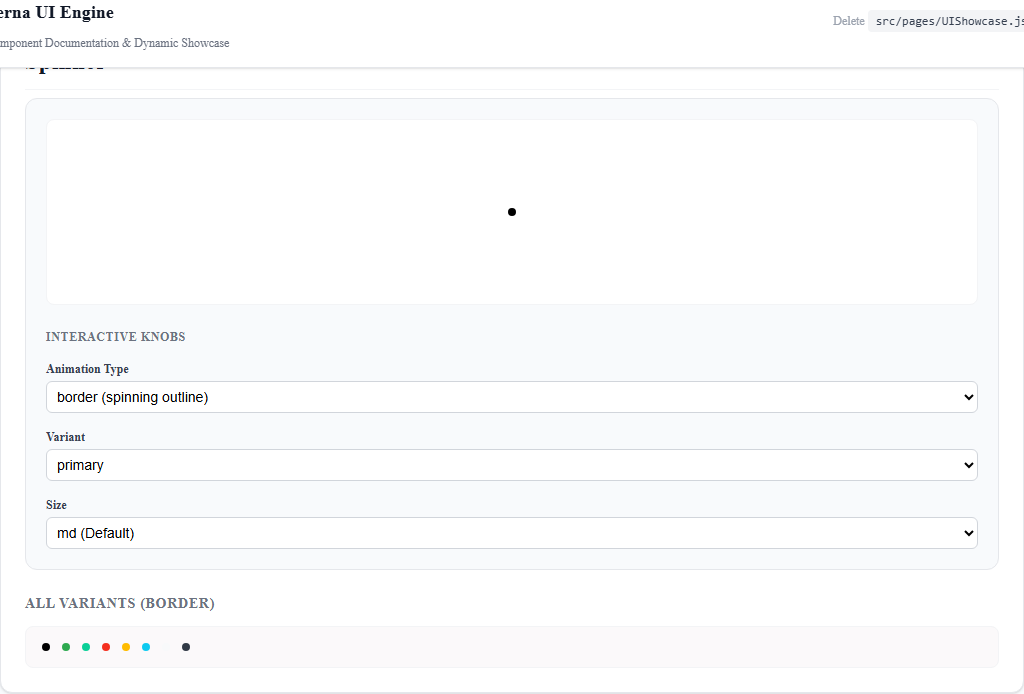 erna UI Engine
Delete src/pages/UIShowcase.js
mponent Documentation & Dynamic Showcase
Spinner
INTERACTIVE KNOBS
Animation Type
border (spinning outline)
Variant
primary
Size
md (Default)
ALL VARIANTS (BORDER)